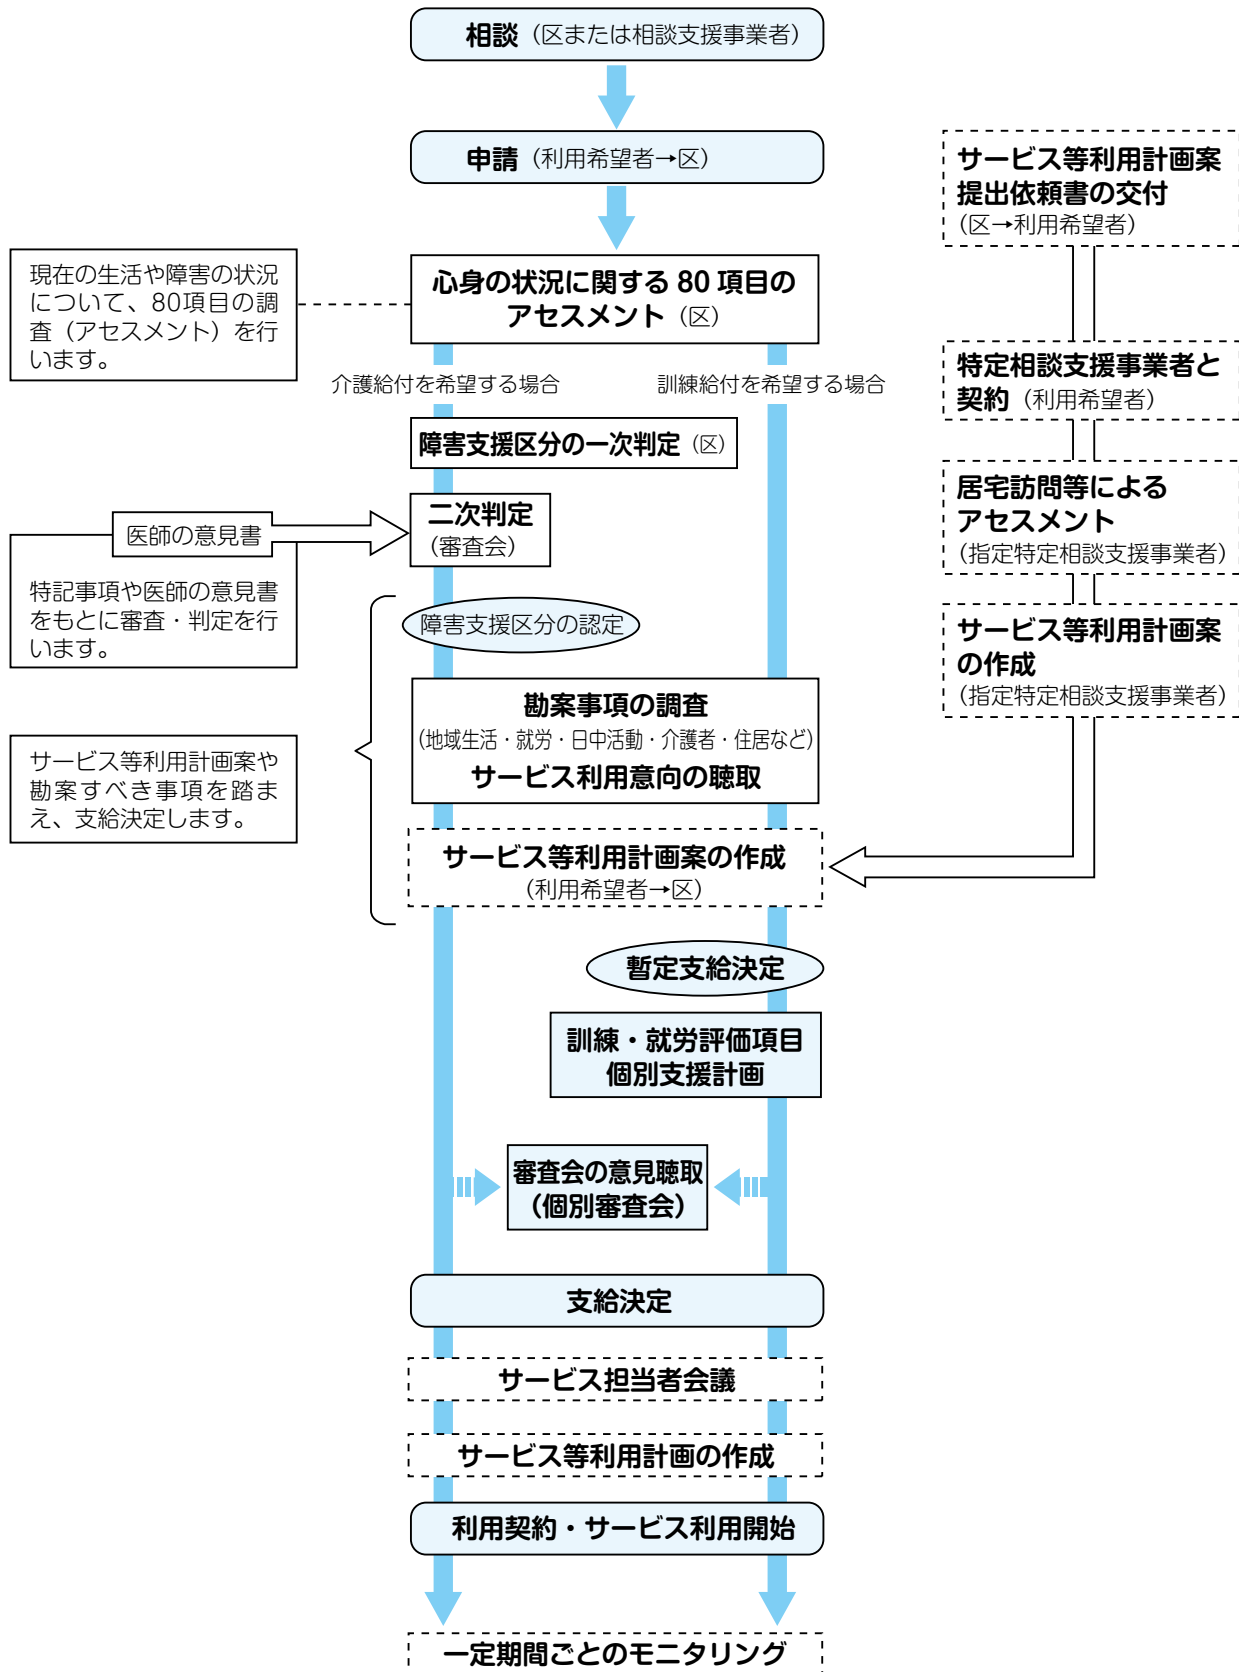 相談（区または相談支援事業者）
申請（利用希望者→区）
心身の状況に関する 80 項目の
アセスメント（区）
現在の生活や障害の状況
について、80項目の調
査（アセスメント）を行
います。
介護給付を希望する場合
訓練給付を希望する場合
障害支援区分の一次判定（区）
二次判定
（審査会）
医師の意見書
特記事項や医師の意見書
をもとに審査・判定を行
います。
障害支援区分の認定
勘案事項の調査
（地域生活・就労・日中活動・介護者・住居など）
サービス利用意向の聴取
サービス等利用計画案や
勘案すべき事項を踏ま
え、支給決定します。
サービス等利用計画案の作成
（利用希望者→区）
サービス等利用計画案
提出依頼書の交付
（区→利用希望者）
特定相談支援事業者と
契約（利用希望者）
居宅訪問等による
アセスメント
（指定特定相談支援事業者）
サービス等利用計画案
の作成
（指定特定相談支援事業者）
暫定支給決定
訓練・就労評価項目
個別支援計画
審査会の意見聴取
（個別審査会）
支給決定
サービス担当者会議
サービス等利用計画の作成
利用契約・サービス利用開始
一定期間ごとのモニタリング